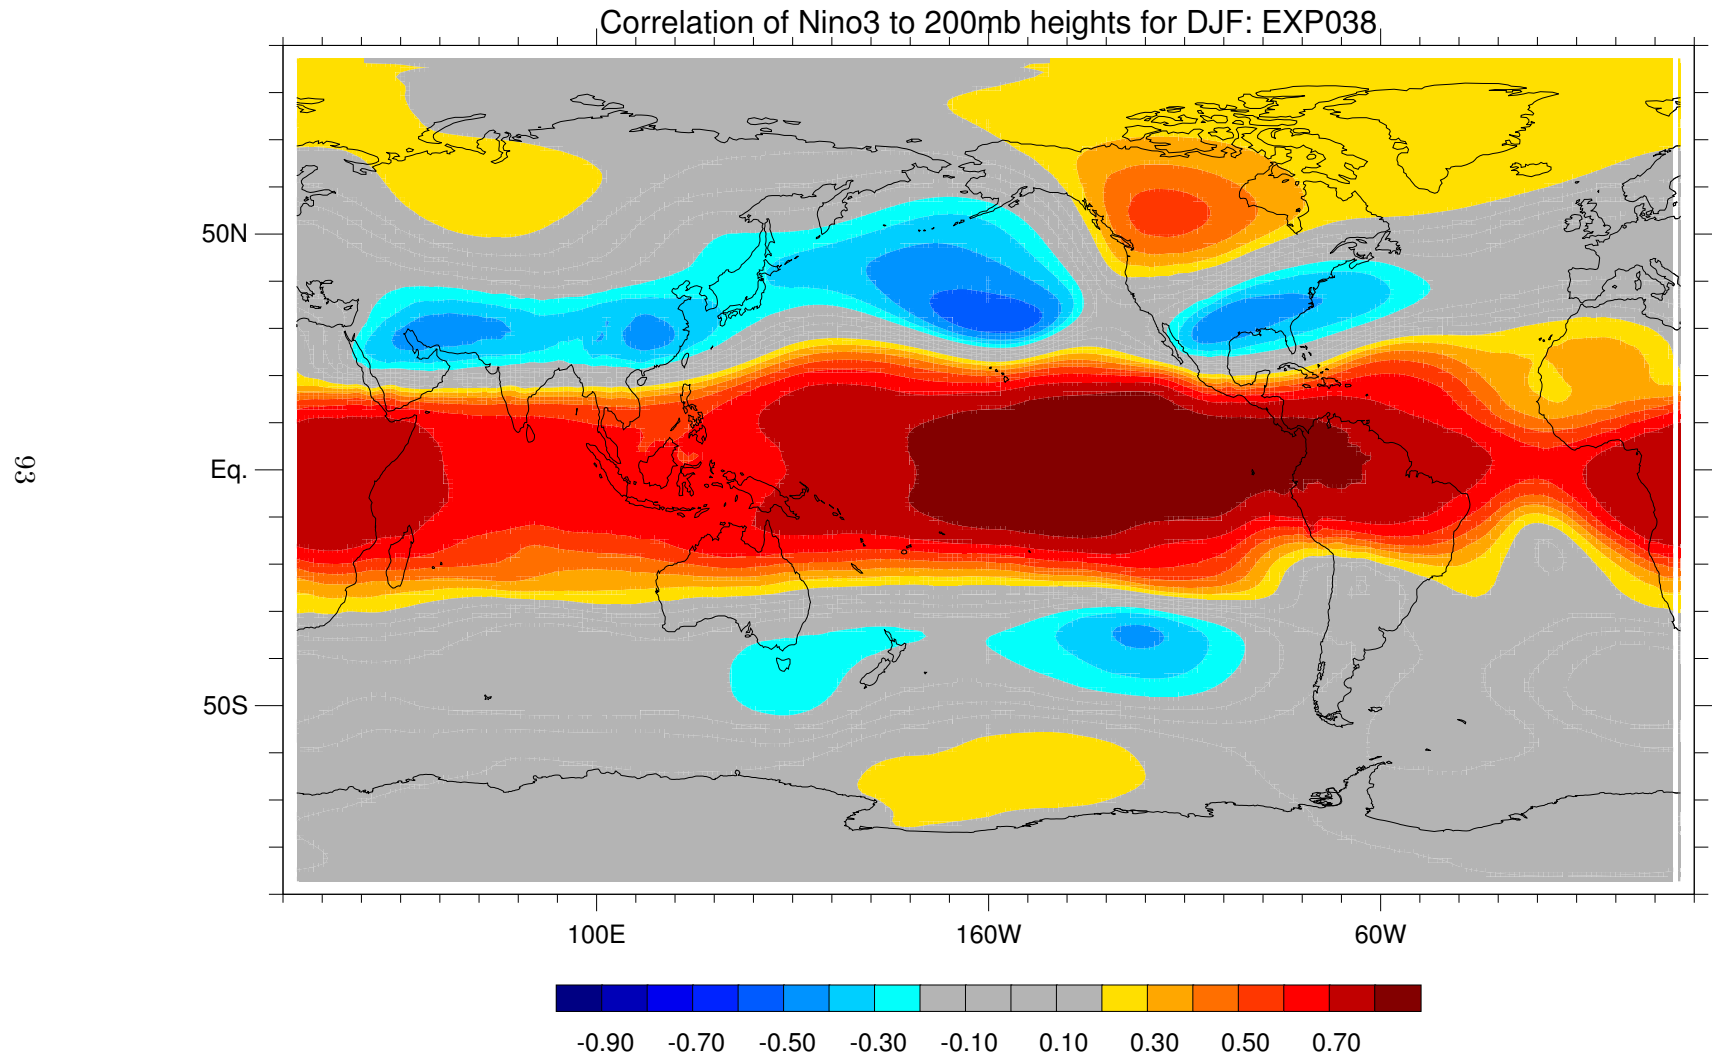 Correlation of Nino3 to 200mb heights for DJF: EXP038
50N
Eq.
50S
93
100E 160W 60W
-0.90 -0.70 -0.50 -0.30 -0.10 0.10 0.30 0.50 0.70